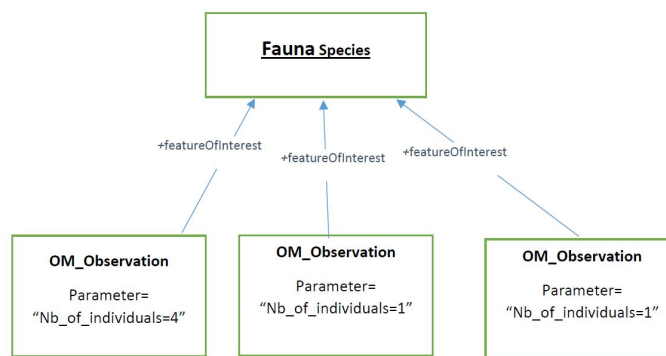 Fauna Species
+featureOfInterest
+featureOfInterest
+featureOfInterest
OM_Observation
Parameter=
“Nb_of_individuals=4”
OM_Observation
Parameter=
“Nb_of_individuals=1”
OM_Observation
Parameter=
“Nb_of_individuals=1”